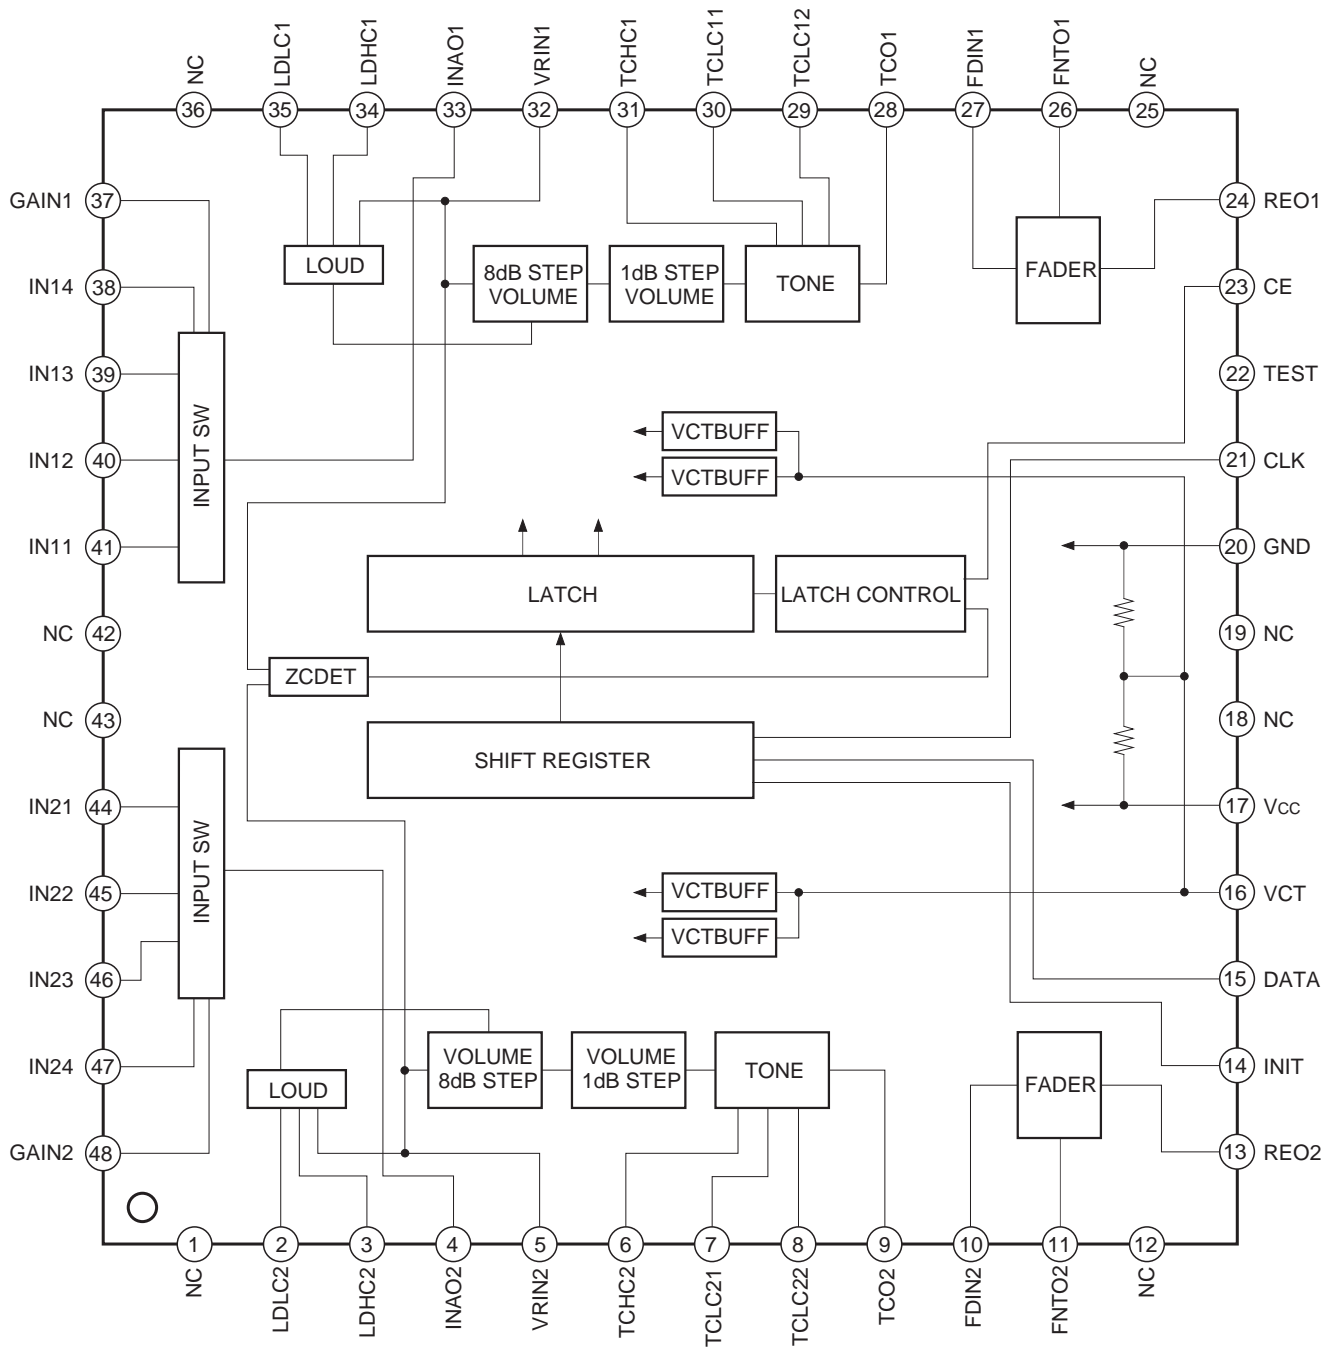 NC
LDLC1
LDHC1
INAO1
VRIN1
TCHC1
TCLC11
TCLC12
TCO1
FDIN1
FNTO1
NC
36
35
34
33
32
31
30
29
28
27
26
25
GAIN1
37
IN14
38
IN13
39
IN12
40
IN11
41
NC
42
NC
43
IN21
44
IN22
45
IN23
46
IN24
47
GAIN2
48
INPUT SW
INPUT SW
LOUD
8dB STEP
VOLUME
1dB STEP
VOLUME
TONE
FADER
VCTBUFF
VCTBUFF
LATCH
LATCH CONTROL
ZCDET
SHIFT REGISTER
VCTBUFF
VCTBUFF
LOUD
VOLUME
8dB STEP
VOLUME
1dB STEP
TONE
FADER
24
REO1
23
CE
22
TEST
21
CLK
20
GND
19
NC
18
NC
17
VCC
16
VCT
15
DATA
14
INIT
13
REO2
1
2
3
4
5
6
7
8
9
10
11
12
NC
LDLC2
LDHC2
INAO2
VRIN2
TCHC2
TCLC21
TCLC22
TCO2
FDIN2
FNTO2
NC